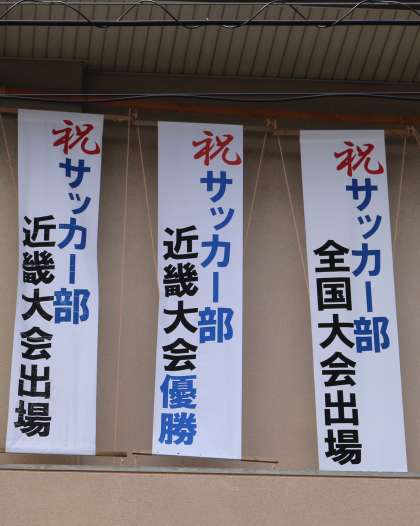 祝サッカー部
近畿大会出場
祝サッカー部
近畿大会優勝
祝サッカー部
全国大会出場